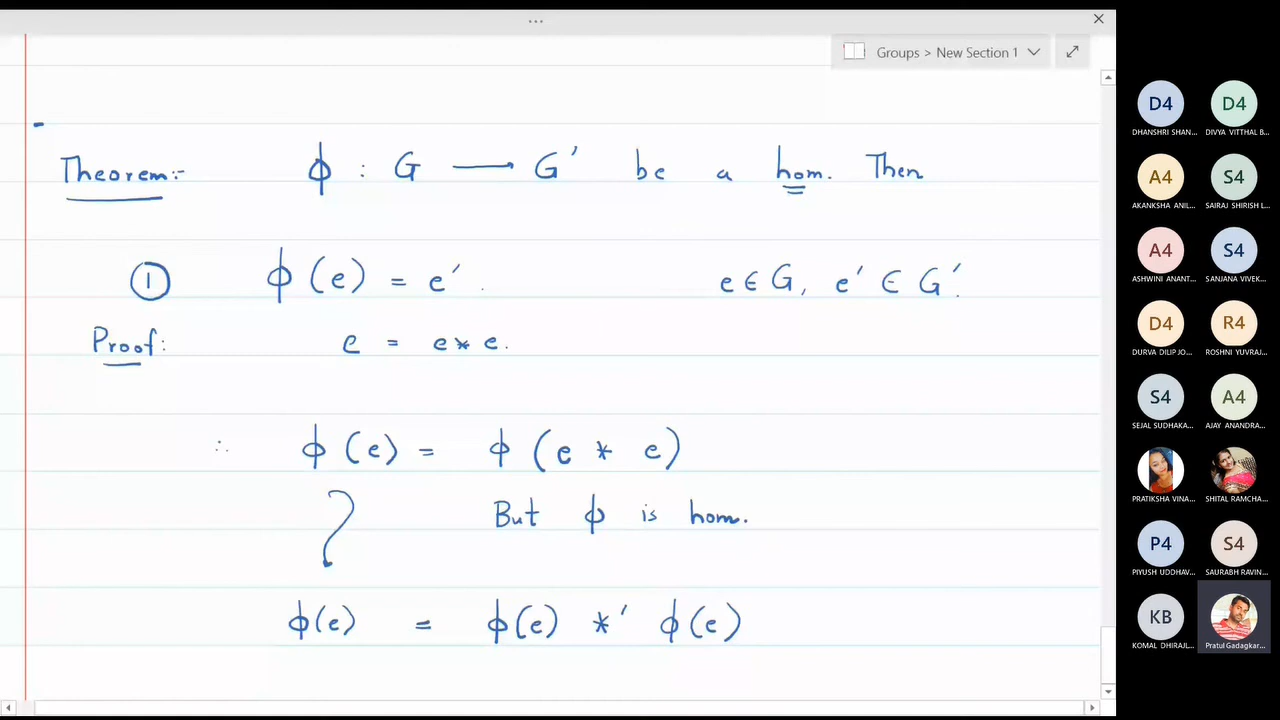 Groups > New Section 1
Theorem:- ϕ : G → G′ be a hom. Then
① ϕ (e) = e′. e ∈ G, e′ ∈ G′.
Proof: e = e * e.
∴ ϕ (e) = ϕ (e * e)
But ϕ is hom.
ϕ(e) = ϕ(e) *′ ϕ(e)
D4 D4
DHANSHRI SHAN... DIVYA VITTHAL B...
A4 S4
AKANKSHA ANIL... SAIRAJ SHIRISH L...
A4 S4
ASHWINI ANANT... SANJANA VIVEK...
D4 R4
DURVA DILIP JO... ROSHNI YUVRAJ...
S4 A4
SEJAL SUDHAKA... AJAY ANANDRA...
PRATIKSHA VINA... SHITAL RAMCHA...
P4 S4
PIYUSH UDDHAV... SAURABH RAVIN...
KB
KOMAL DHIRAJL... Pratul Gadagkar...